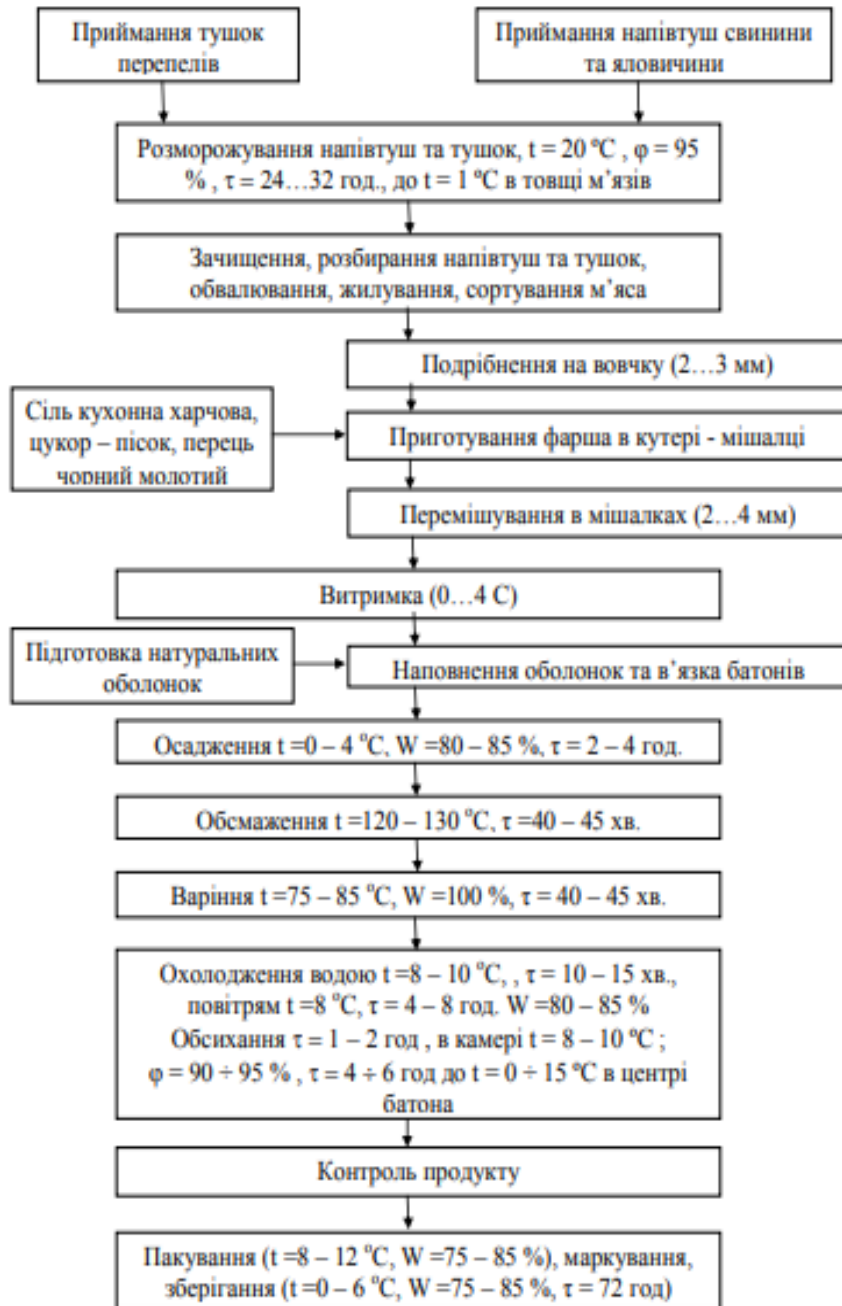 Приймання тушок
перепелів
Приймання напівтуш свинини
та яловичини
Розморожування напівтуш та тушок, t = 20 ºC , φ = 95
% , τ = 24…32 год., до t = 1 ºC в товщі м’язів
Зачищення, розбирання напівтуш та тушок,
обвалювання, жилування, сортування м’яса
Подрібнення на вовчку (2…3 мм)
Сіль кухонна харчова,
цукор – пісок, перець
чорний молотий
Приготування фарша в кутері - мішалці
Перемішування в мішалках (2…4 мм)
Витримка (0…4 С)
Підготовка натуральних
оболонок
Наповнення оболонок та в’язка батонів
Осадження t =0 – 4 °C, W =80 – 85 %, τ = 2 – 4 год.
Обсмаження t =120 – 130 °C, τ =40 – 45 хв.
Варіння t =75 – 85 °C, W =100 %, τ = 40 – 45 хв.
Охолодження водою t =8 – 10 °C, , τ = 10 – 15 хв.,
повітрям t =8 °C, τ = 4 – 8 год. W =80 – 85 %
Обсихання τ = 1 – 2 год , в камері t = 8 – 10 ºC ;
φ = 90 ÷ 95 % , τ = 4 ÷ 6 год до t = 0 ÷ 15 ºC в центрі
батона
Контроль продукту
Пакування (t =8 – 12 °C, W =75 – 85 %), маркування,
зберігання (t =0 – 6 °C, W =75 – 85 %, τ = 72 год)